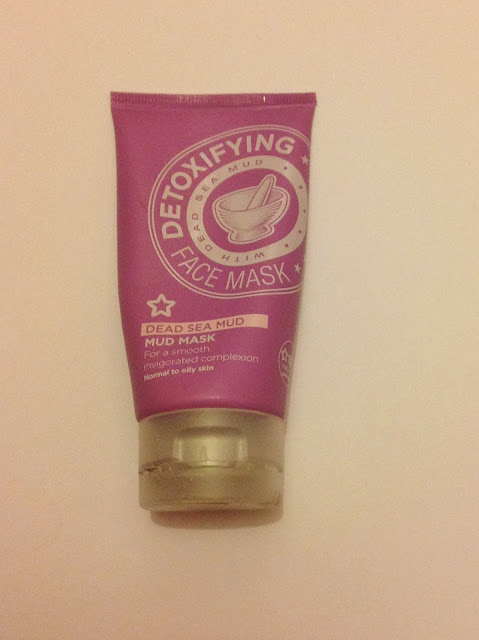 DETOXIFYING
WITH DEAD SEA MUD
FACE MASK
DEAD SEA MUD
MUD MASK
For a smooth,
invigorated complexion
Normal to oily skin